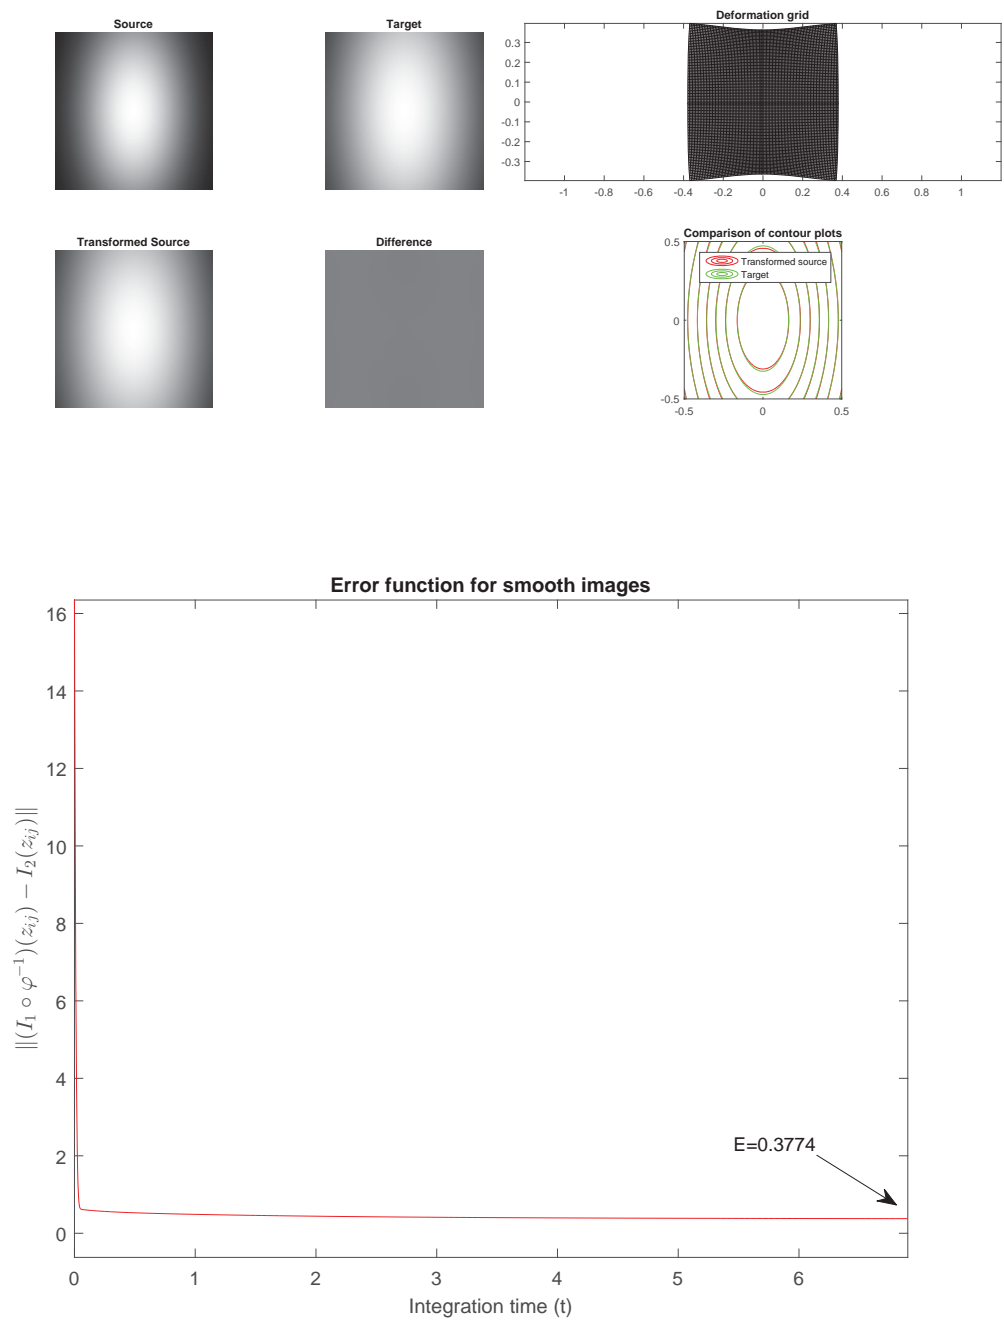 Source
Target
Deformation grid
0.3
0.2
0.1
0
-0.1
-0.2
-0.3
-1 -0.8 -0.6 -0.4 -0.2 0 0.2 0.4 0.6 0.8 1
Transformed Source
Difference
Comparison of contour plots
0.5
Transformed source
Target
0
-0.5
-0.5 0 0.5
Error function for smooth images
16
14
12
10
8
6
4
2
0
‖(I₁ ∘ φ⁻¹)(z_{ij}) − I₂(z_{ij})‖
E=0.3774
0 1 2 3 4 5 6
Integration time (t)